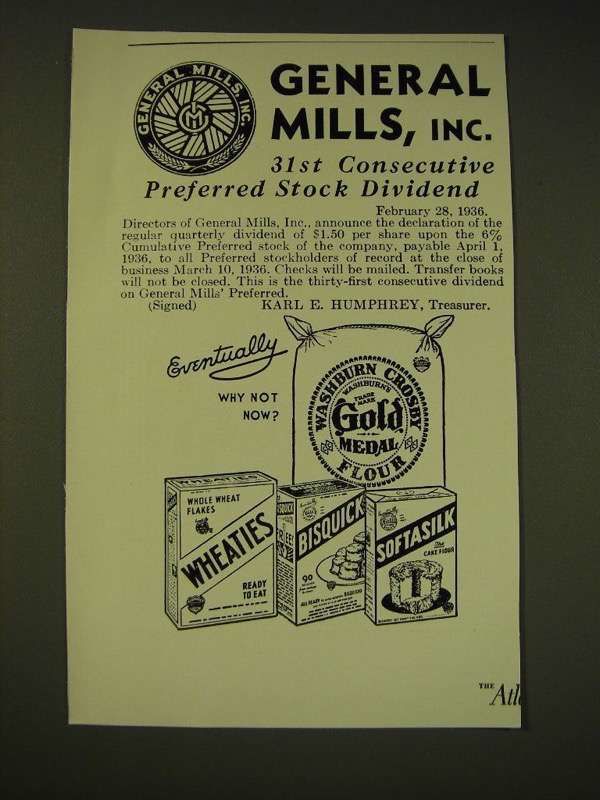 GENERAL MILLS, INC.
GENERAL
MILLS, INC.
31st Consecutive
Preferred Stock Dividend
February 28, 1936.
Directors of General Mills, Inc., announce the declaration of the
regular quarterly dividend of $1.50 per share upon the 6%
Cumulative Preferred stock of the company, payable April 1,
1936, to all Preferred stockholders of record at the close of
business March 10, 1936. Checks will be mailed. Transfer books
will not be closed. This is the thirty-first consecutive dividend
on General Mills' Preferred.
(Signed) KARL E. HUMPHREY, Treasurer.
Eventually
WHY NOT
NOW?
WASHBURN CROSBY
WASHBURN'S
TRADE
MARK
Gold
MEDAL
FLOUR
WHEATIES
WHOLE WHEAT
FLAKES
WHEATIES
READY
TO EAT
BISQUICK
90
SOFTASILK
The
CAKE FLOUR
THE
Atl